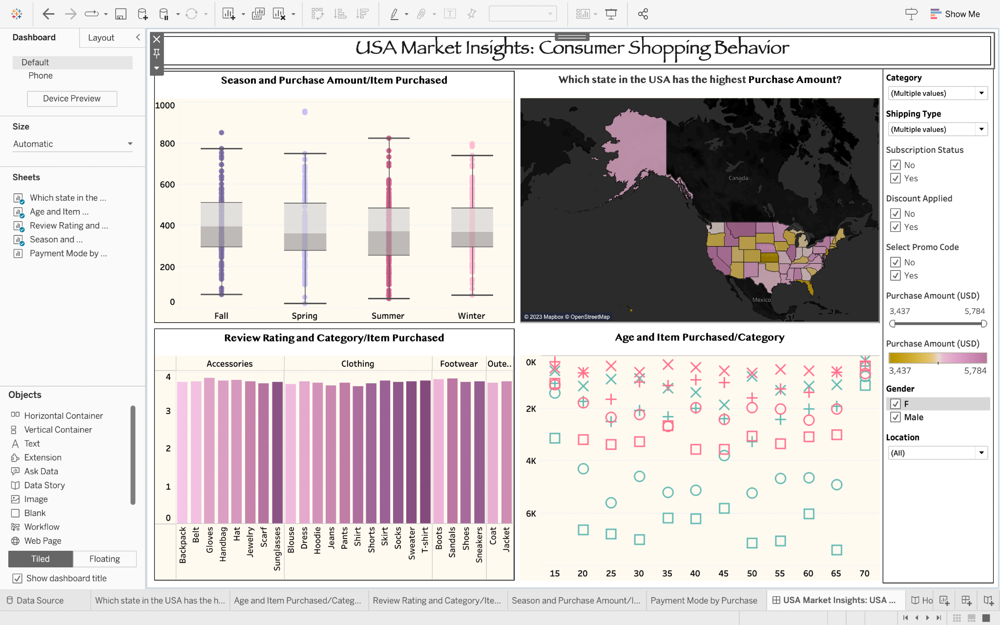 Show Me
Dashboard
Layout
Default
Phone
Device Preview
Size
Automatic
Sheets
Which state in the ...
Age and Item ...
Review Rating and ...
Season and ...
Payment Mode by ...
Objects
Horizontal Container
Vertical Container
Text
Extension
Ask Data
Data Story
Image
Blank
Workflow
Web Page
Tiled
Floating
Show dashboard title
USA Market Insights: Consumer Shopping Behavior
Season and Purchase Amount/Item Purchased
1000
800
600
400
200
0
Fall Spring Summer Winter
Which state in the USA has the highest Purchase Amount?
Canada
United
States
Mexico
© 2023 Mapbox © OpenStreetMap
Review Rating and Category/Item Purchased
Accessories Clothing Footwear Oute..
4
3
2
1
0
Backpack
Belt
Gloves
Handbag
Hat
Jewelry
Scarf
Sunglasses
Blouse
Dress
Hoodie
Jeans
Pants
Shirt
Shorts
Skirt
Socks
Sweater
T-shirt
Boots
Sandals
Shoes
Sneakers
Coat
Jacket
Age and Item Purchased/Category
0K
2K
4K
6K
15 20 25 30 35 40 45 50 55 60 65 70
Category
(Multiple values)
Shipping Type
(Multiple values)
Subscription Status
No
Yes
Discount Applied
No
Yes
Select Promo Code
No
Yes
Purchase Amount (USD)
3,437 5,784
Purchase Amount (USD)
3,437 5,784
Gender
F
Male
Location
(All)
Data Source
Which state in the USA has the h...
Age and Item Purchased/Categ...
Review Rating and Category/Ite...
Season and Purchase Amount/I...
Payment Mode by Purchase
USA Market Insights: USA ...
Ho